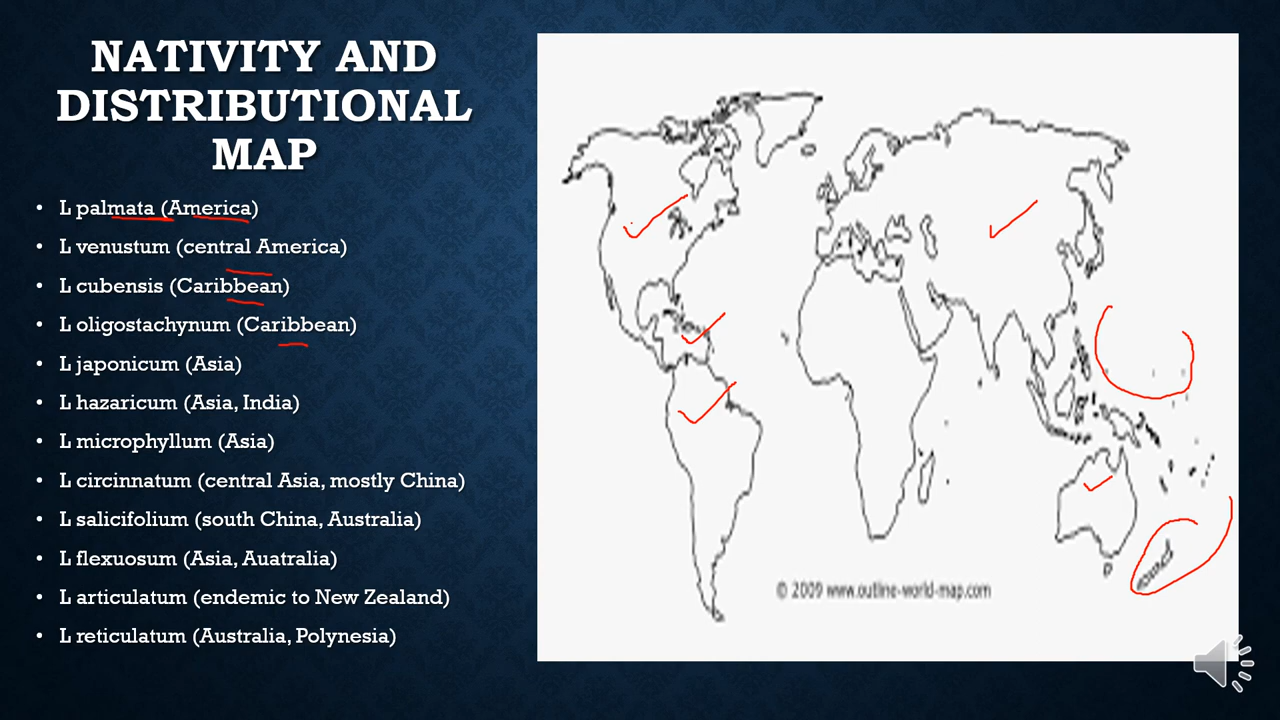 NATIVITY AND
DISTRIBUTIONAL
MAP
• L palmata (America)
• L venustum (central America)
• L cubensis (Caribbean)
• L oligostachynum (Caribbean)
• L japonicum (Asia)
• L hazaricum (Asia, India)
• L microphyllum (Asia)
• L circinnatum (central Asia, mostly China)
• L salicifolium (south China, Australia)
• L flexuosum (Asia, Auatralia)
• L articulatum (endemic to New Zealand)
• L reticulatum (Australia, Polynesia)
© 2009 www.outline-world-map.com